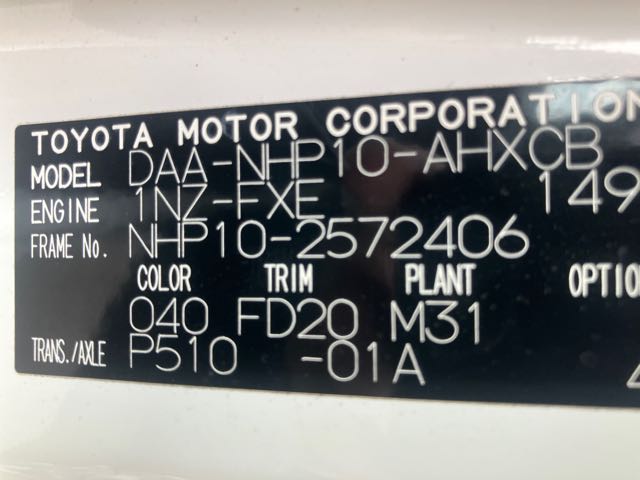 TOYOTA MOTOR CORPORATION
MODEL DAA-NHP10-AHXCB
ENGINE 1NZ-FXE 149
FRAME No. NHP10-2572406
COLOR TRIM PLANT OPTIO
040 FD20 M31
TRANS./AXLE P510 -01A